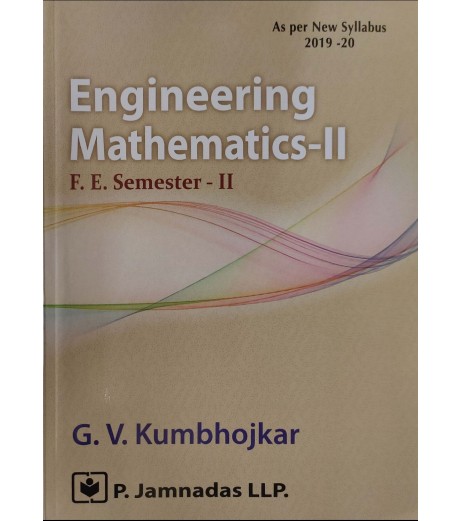 As per New Syllabus
2019 -20
Engineering
Mathematics-II
F. E. Semester - II
G. V. Kumbhojkar
P. Jamnadas LLP.